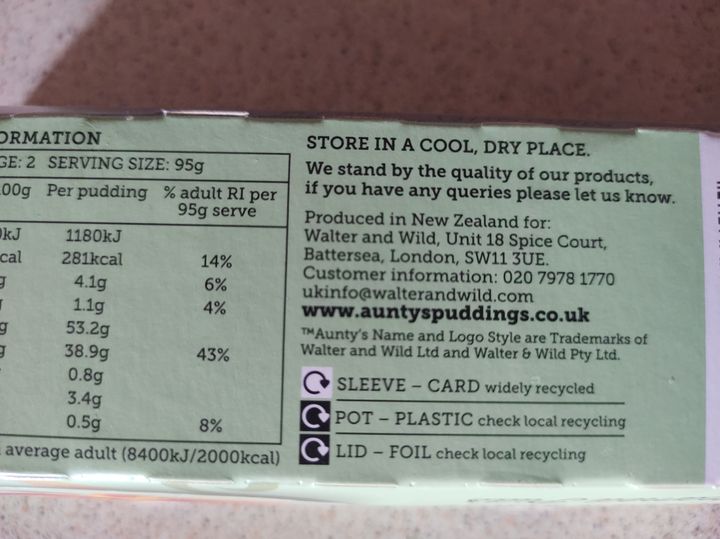 ORMATION
GE: 2 SERVING SIZE: 95g
00g Per pudding % adult RI per
95g serve
kJ 1180kJ
cal 281kcal 14%
g 4.1g 6%
1.1g 4%
g 53.2g
g 38.9g 43%
0.8g
3.4g
0.5g 8%
average adult (8400kJ/2000kcal)
STORE IN A COOL, DRY PLACE.
We stand by the quality of our products,
if you have any queries please let us know.
Produced in New Zealand for:
Walter and Wild, Unit 18 Spice Court,
Battersea, London, SW11 3UE.
Customer information: 020 7978 1770
ukinfo@walterandwild.com
www.auntyspuddings.co.uk
™Aunty's Name and Logo Style are Trademarks of
Walter and Wild Ltd and Walter & Wild Pty Ltd.
SLEEVE – CARD widely recycled
POT – PLASTIC check local recycling
LID – FOIL check local recycling